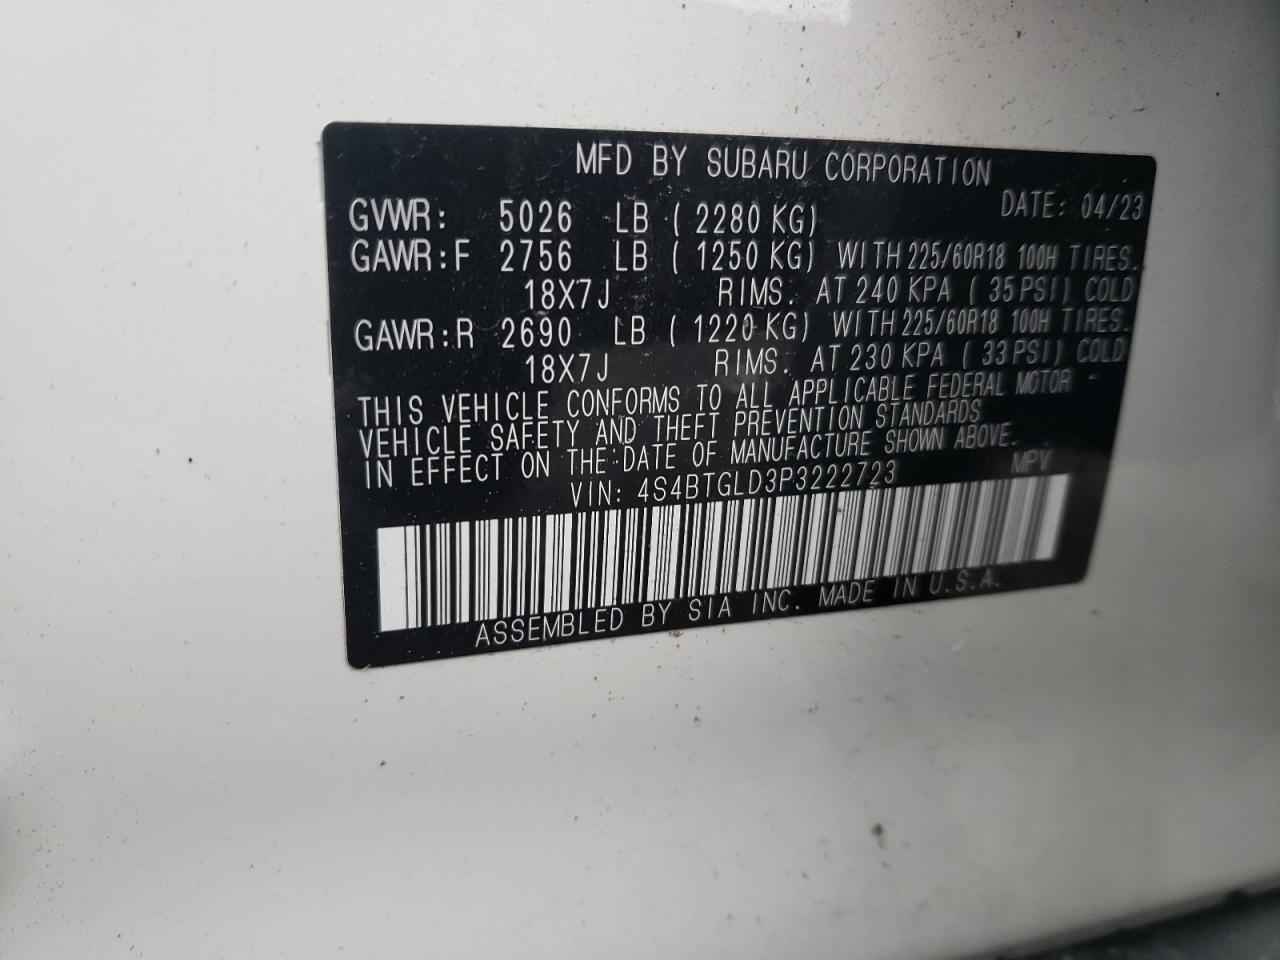 MFD BY SUBARU CORPORATION
DATE: 04/23
GVWR: 5026 LB ( 2280 KG)
GAWR:F 2756 LB ( 1250 KG) WITH 225/60R18 100H TIRES.
18X7J RIMS. AT 240 KPA ( 35 PSI) COLD
GAWR:R 2690 LB ( 1220 KG) WITH 225/60R18 100H TIRES.
18X7J RIMS. AT 230 KPA ( 33 PSI) COLD
THIS VEHICLE CONFORMS TO ALL APPLICABLE FEDERAL MOTOR
VEHICLE SAFETY AND THEFT PREVENTION STANDARDS
IN EFFECT ON THE DATE OF MANUFACTURE SHOWN ABOVE.
VIN: 4S4BTGLD3P3222723 MPV
ASSEMBLED BY SIA INC. MADE IN U.S.A.